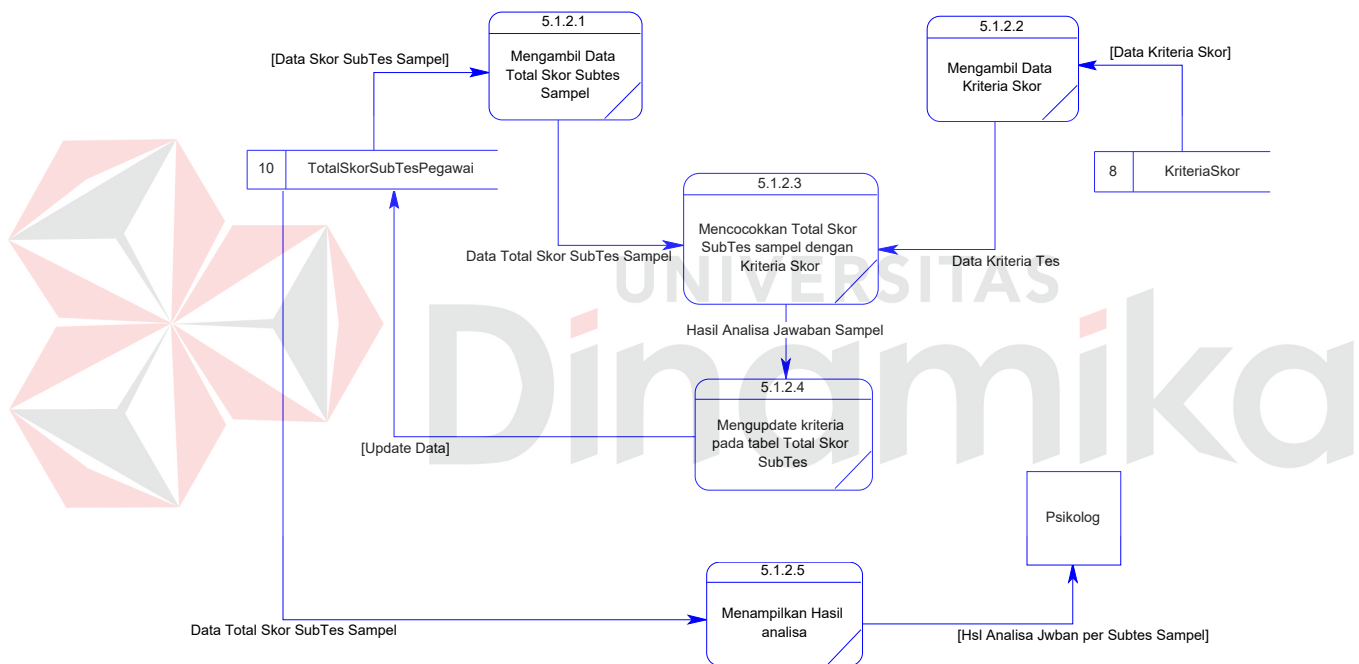 5.1.2.1
Mengambil Data
Total Skor Subtes
Sampel
5.1.2.2
Mengambil Data
Kriteria Skor
[Data Skor SubTes Sampel]
[Data Kriteria Skor]
10
TotalSkorSubTesPegawai
8
KriteriaSkor
5.1.2.3
Mencocokkan Total Skor
SubTes sampel dengan
Kriteria Skor
Data Total Skor SubTes Sampel
Data Kriteria Tes
UNIVERSITAS
Dinamika
Hasil Analisa Jawaban Sampel
5.1.2.4
Mengupdate kriteria
pada tabel Total Skor
SubTes
[Update Data]
Psikolog
5.1.2.5
Menampilkan Hasil
analisa
Data Total Skor SubTes Sampel
[Hsl Analisa Jwban per Subtes Sampel]